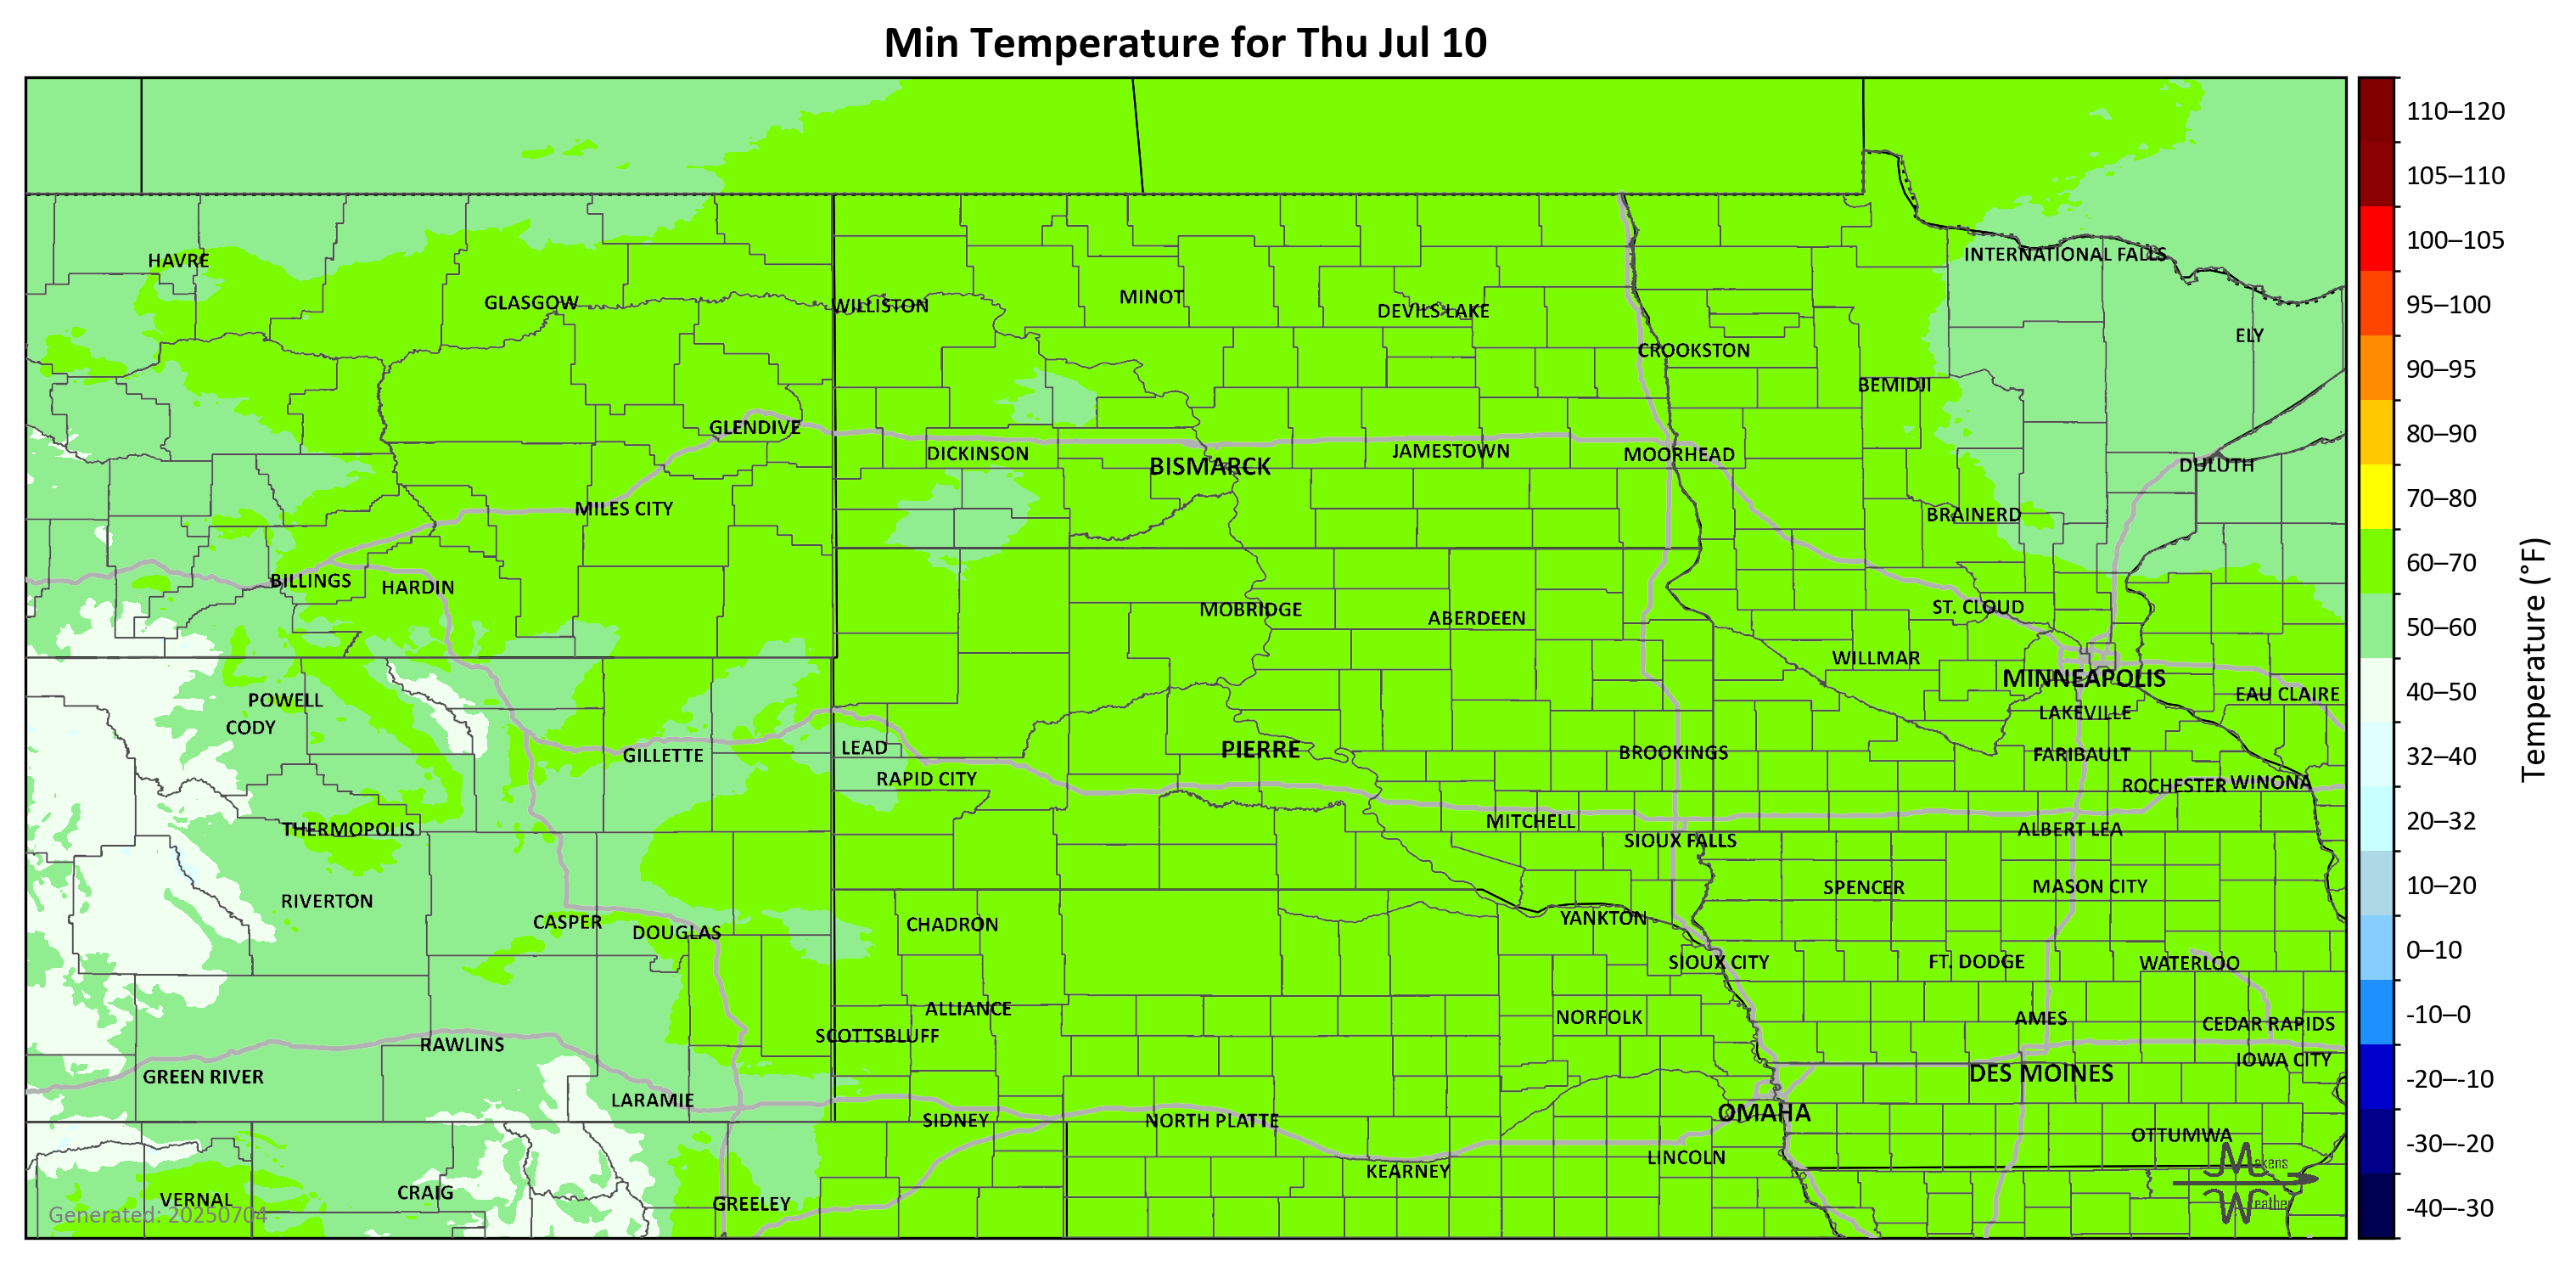 Min Temperature for Thu Jul 10
110–120
105–110
100–105
95–100
90–95
80–90
70–80
60–70
50–60
40–50
32–40
20–32
10–20
0–10
-10–0
-20–-10
-30–-20
-40–-30
Temperature (°F)
INTERNATIONAL FALLS
HAVRE
MINOT
GLASGOW
WILLISTON
DEVILS LAKE
ELY
CROOKSTON
BEMIDJI
GLENDIVE
DICKINSON
JAMESTOWN
MOORHEAD
BISMARCK
DULUTH
MILES CITY
BRAINERD
BILLINGS
HARDIN
MOBRIDGE
ST. CLOUD
ABERDEEN
WILLMAR
MINNEAPOLIS
EAU CLAIRE
POWELL
LAKEVILLE
CODY
LEAD
PIERRE
BROOKINGS
GILLETTE
FARIBAULT
RAPID CITY
ROCHESTER
WINONA
MITCHELL
THERMOPOLIS
ALBERT LEA
SIOUX FALLS
SPENCER
MASON CITY
RIVERTON
CASPER
CHADRON
YANKTON
DOUGLAS
SIOUX CITY
FT. DODGE
WATERLOO
ALLIANCE
NORFOLK
AMES
CEDAR RAPIDS
SCOTTSBLUFF
RAWLINS
IOWA CITY
GREEN RIVER
DES MOINES
LARAMIE
OMAHA
SIDNEY
NORTH PLATTE
OTTUMWA
LINCOLN
KEARNEY
CRAIG
VERNAL
GREELEY
Generated: 20250704
Makens
Weather